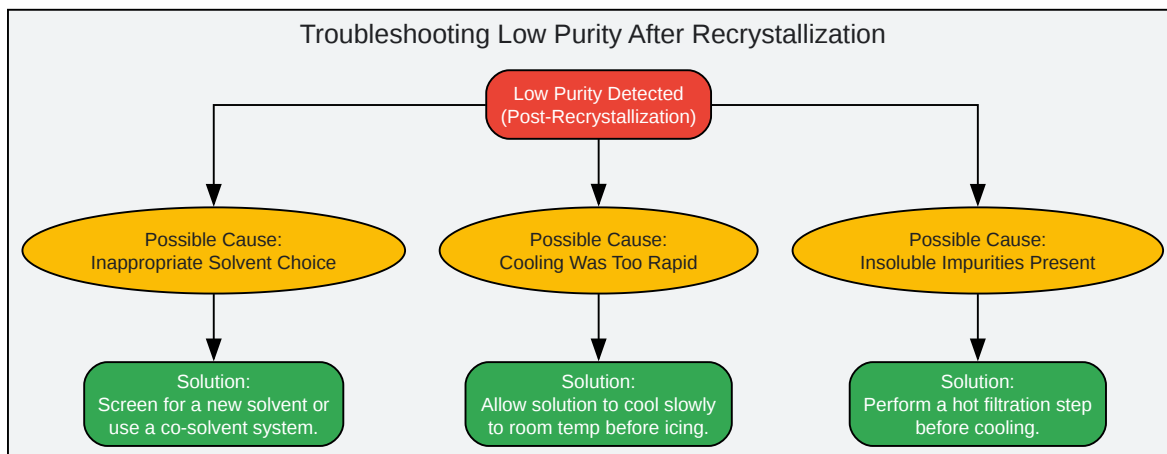 Troubleshooting Low Purity After Recrystallization
Low Purity Detected
(Post-Recrystallization)
Possible Cause:
Inappropriate Solvent Choice
Possible Cause:
Cooling Was Too Rapid
Possible Cause:
Insoluble Impurities Present
Solution:
Screen for a new solvent or
use a co-solvent system.
Solution:
Allow solution to cool slowly
to room temp before icing.
Solution:
Perform a hot filtration step
before cooling.